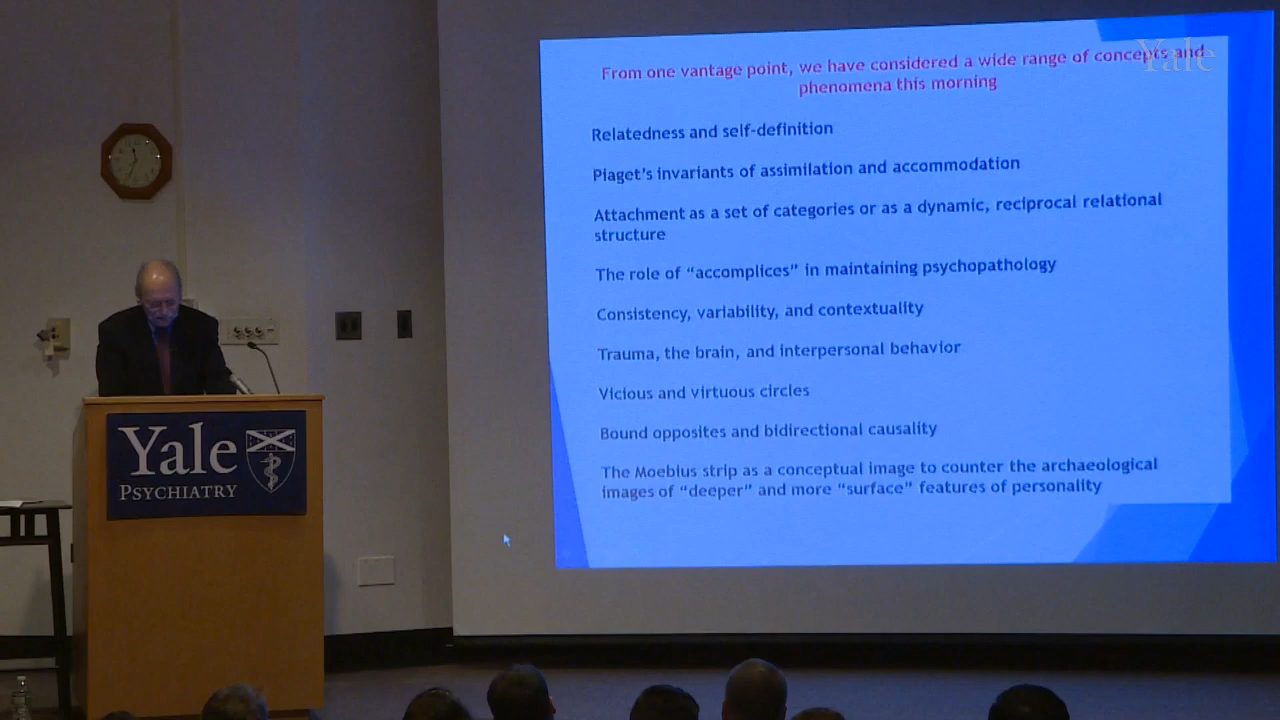 Yale
From one vantage point, we have considered a wide range of concepts and
phenomena this morning
Relatedness and self-definition
Piaget's invariants of assimilation and accommodation
Attachment as a set of categories or as a dynamic, reciprocal relational
structure
The role of “accomplices” in maintaining psychopathology
Consistency, variability, and contextuality
Trauma, the brain, and interpersonal behavior
Vicious and virtuous circles
Bound opposites and bidirectional causality
The Moebius strip as a conceptual image to counter the archaeological
images of “deeper” and more “surface” features of personality
Yale
PSYCHIATRY